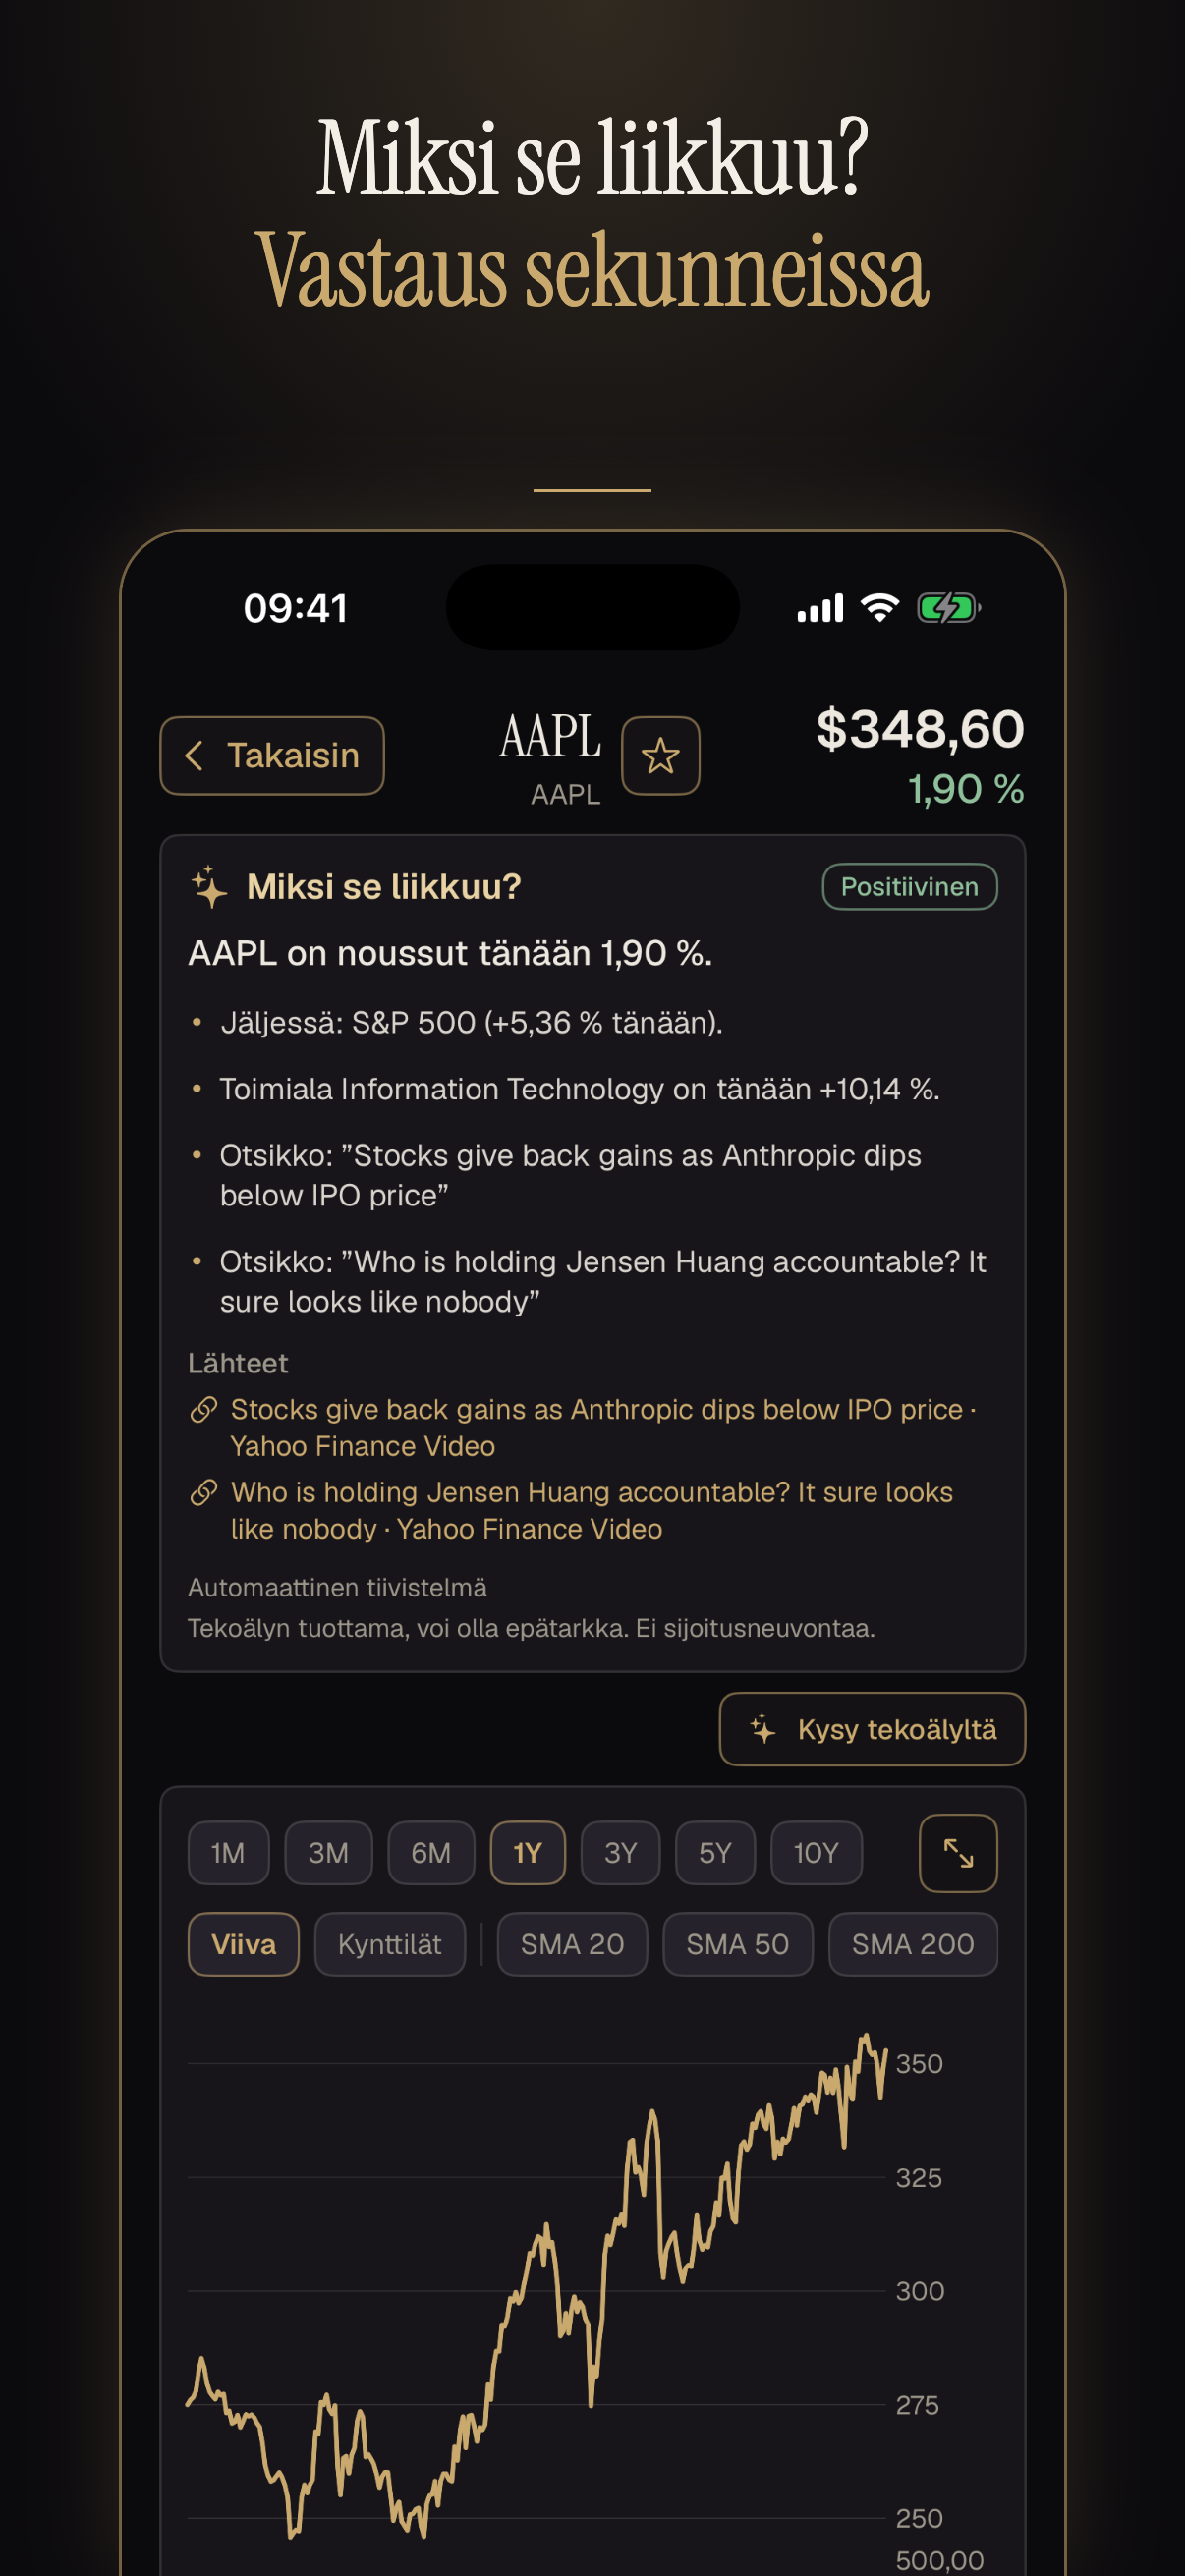 Miksi se liikkuu?
Vastaus sekunneissa
09:41
Takaisin
AAPL
AAPL
$348,60
1,90 %
Miksi se liikkuu?
Positiivinen
AAPL on noussut tänään 1,90 %.
• Jäljessä: S&P 500 (+5,36 % tänään).
• Toimiala Information Technology on tänään +10,14 %.
• Otsikko: ”Stocks give back gains as Anthropic dips
below IPO price”
• Otsikko: ”Who is holding Jensen Huang accountable? It
sure looks like nobody”
Lähteet
Stocks give back gains as Anthropic dips below IPO price ·
Yahoo Finance Video
Who is holding Jensen Huang accountable? It sure looks
like nobody · Yahoo Finance Video
Automaattinen tiivistelmä
Tekoälyn tuottama, voi olla epätarkka. Ei sijoitusneuvontaa.
Kysy tekoälyltä
1M 3M 6M 1Y 3Y 5Y 10Y
Viiva Kynttilät SMA 20 SMA 50 SMA 200
350
325
300
275
250
500,00